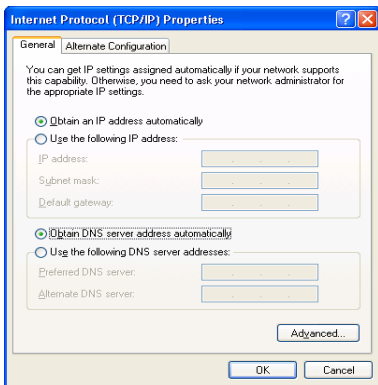 Internet Protocol (TCP/IP) Properties
General
Alternate Configuration
You can get IP settings assigned automatically if your network supports
this capability. Otherwise, you need to ask your network administrator for
the appropriate IP settings.
Obtain an IP address automatically
Use the following IP address:
IP address:
Subnet mask:
Default gateway:
Obtain DNS server address automatically
Use the following DNS server addresses:
Preferred DNS server:
Alternate DNS server:
Advanced...
OK
Cancel